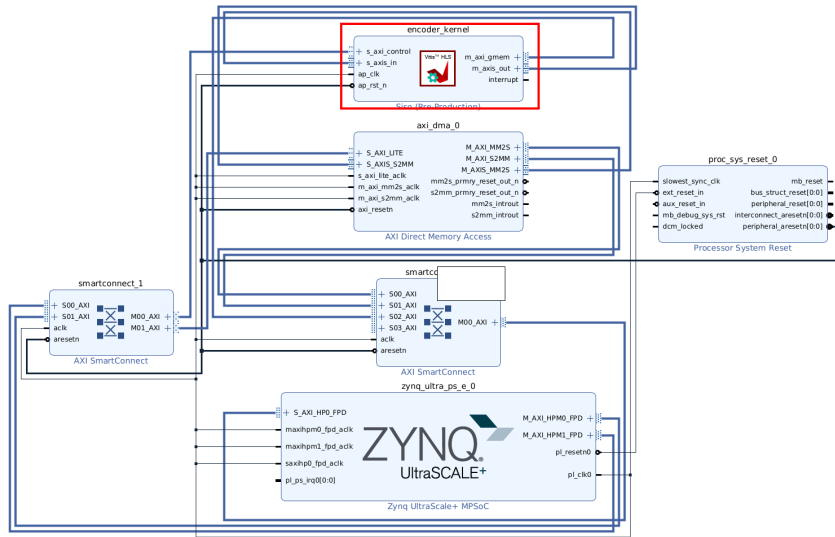 encoder_kernel
s_axi_control
s_axis_in
ap_clk
ap_rst_n
Vitis™ HLS
m_axi_gmem
m_axis_out
interrupt
(Pre-Production)
axi_dma_0
S_AXI_LITE
S_AXIS_S2MM
s_axi_lite_aclk
m_axi_mm2s_aclk
m_axi_s2mm_aclk
axi_resetn
M_AXI_MM2S
M_AXI_S2MM
M_AXIS_MM2S
mm2s_prmry_reset_out_n
s2mm_prmry_reset_out_n
mm2s_introut
s2mm_introut
AXI Direct Memory Access
proc_sys_reset_0
slowest_sync_clk
ext_reset_in
aux_reset_in
mb_debug_sys_rst
dcm_locked
mb_reset
bus_struct_reset[0:0]
peripheral_reset[0:0]
interconnect_aresetn[0:0]
peripheral_aresetn[0:0]
Processor System Reset
smartconnect_1
S00_AXI
S01_AXI
aclk
aresetn
M00_AXI
M01_AXI
AXI SmartConnect
smartc
S00_AXI
S01_AXI
S02_AXI
S03_AXI
aclk
aresetn
M00_AXI
AXI SmartConnect
zynq_ultra_ps_e_0
S_AXI_HP0_FPD
maxihpm0_fpd_aclk
maxihpm1_fpd_aclk
saxihp0_fpd_aclk
pl_ps_irq0[0:0]
ZYNQ
UltraSCALE+
M_AXI_HPM0_FPD
M_AXI_HPM1_FPD
pl_resetn0
pl_clk0
Zynq UltraScale+ MPSoC